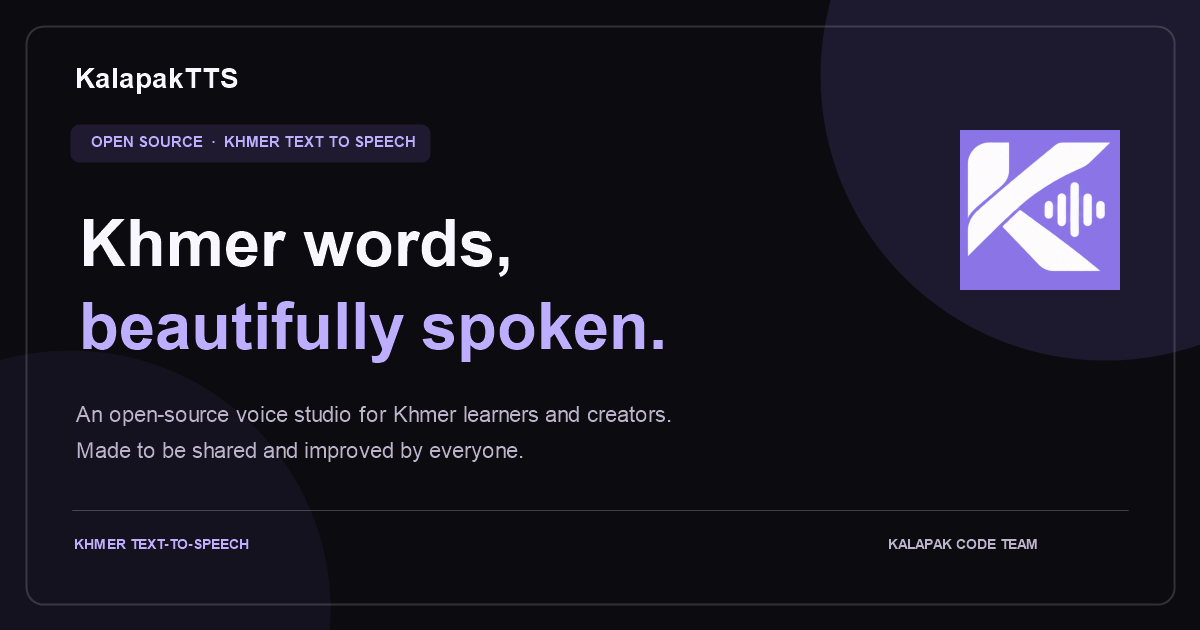 KalapakTTS
OPEN SOURCE · KHMER TEXT TO SPEECH
Khmer words,
beautifully spoken.
An open-source voice studio for Khmer learners and creators.
Made to be shared and improved by everyone.
KHMER TEXT-TO-SPEECH
KALAPAK CODE TEAM